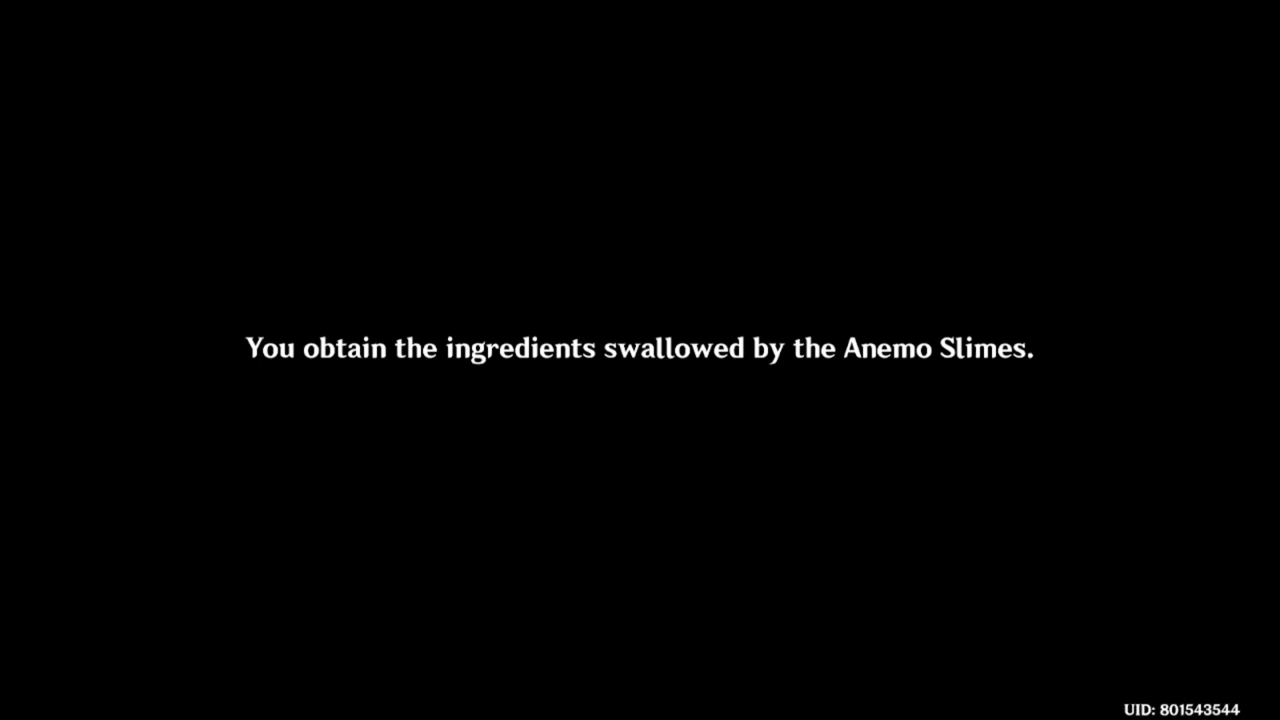 You obtain the ingredients swallowed by the Anemo Slimes.
UID: 801543544